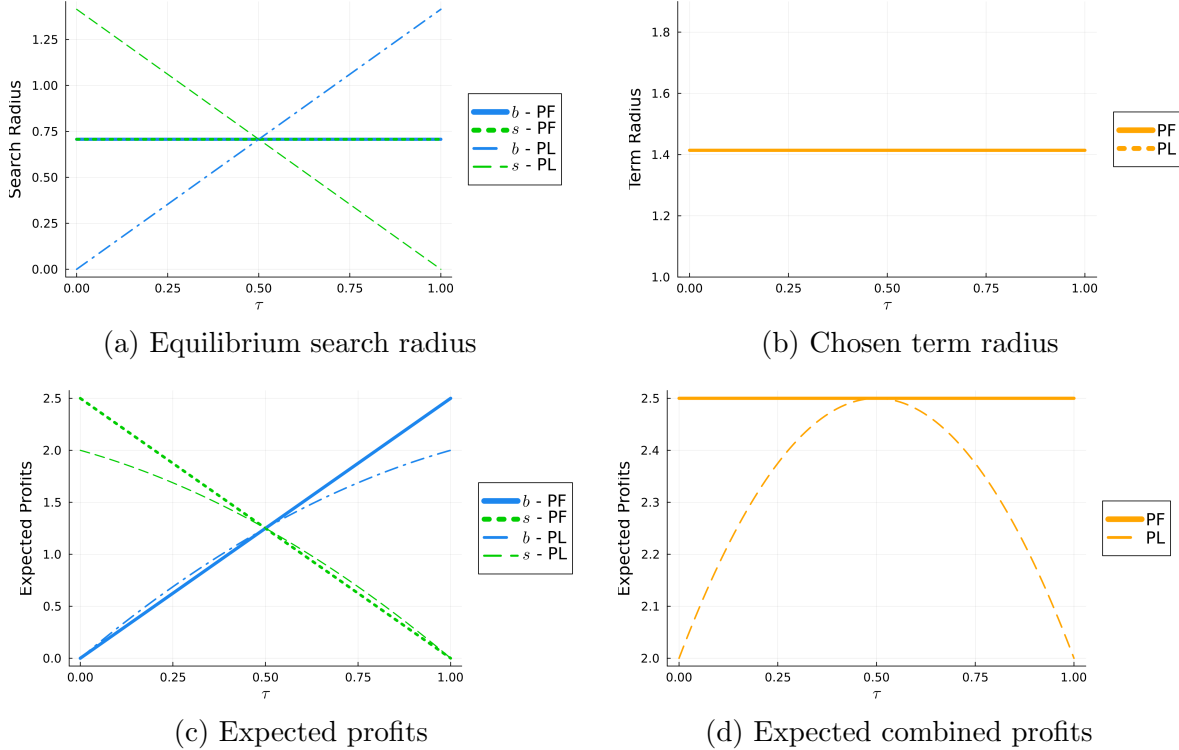 Search Radius
1.25
1.00
0.75
0.50
0.25
0.00
0.00 0.25 0.50 0.75 1.00
τ
b - PF
s - PF
b - PL
s - PL
(a) Equilibrium search radius
Term Radius
1.8
1.6
1.4
1.2
1.0
0.00 0.25 0.50 0.75 1.00
τ
PF
PL
(b) Chosen term radius
Expected Profits
2.5
2.0
1.5
1.0
0.5
0.0
0.00 0.25 0.50 0.75 1.00
τ
b - PF
s - PF
b - PL
s - PL
(c) Expected profits
Expected Profits
2.5
2.4
2.3
2.2
2.1
2.0
0.00 0.25 0.50 0.75 1.00
τ
PF
PL
(d) Expected combined profits